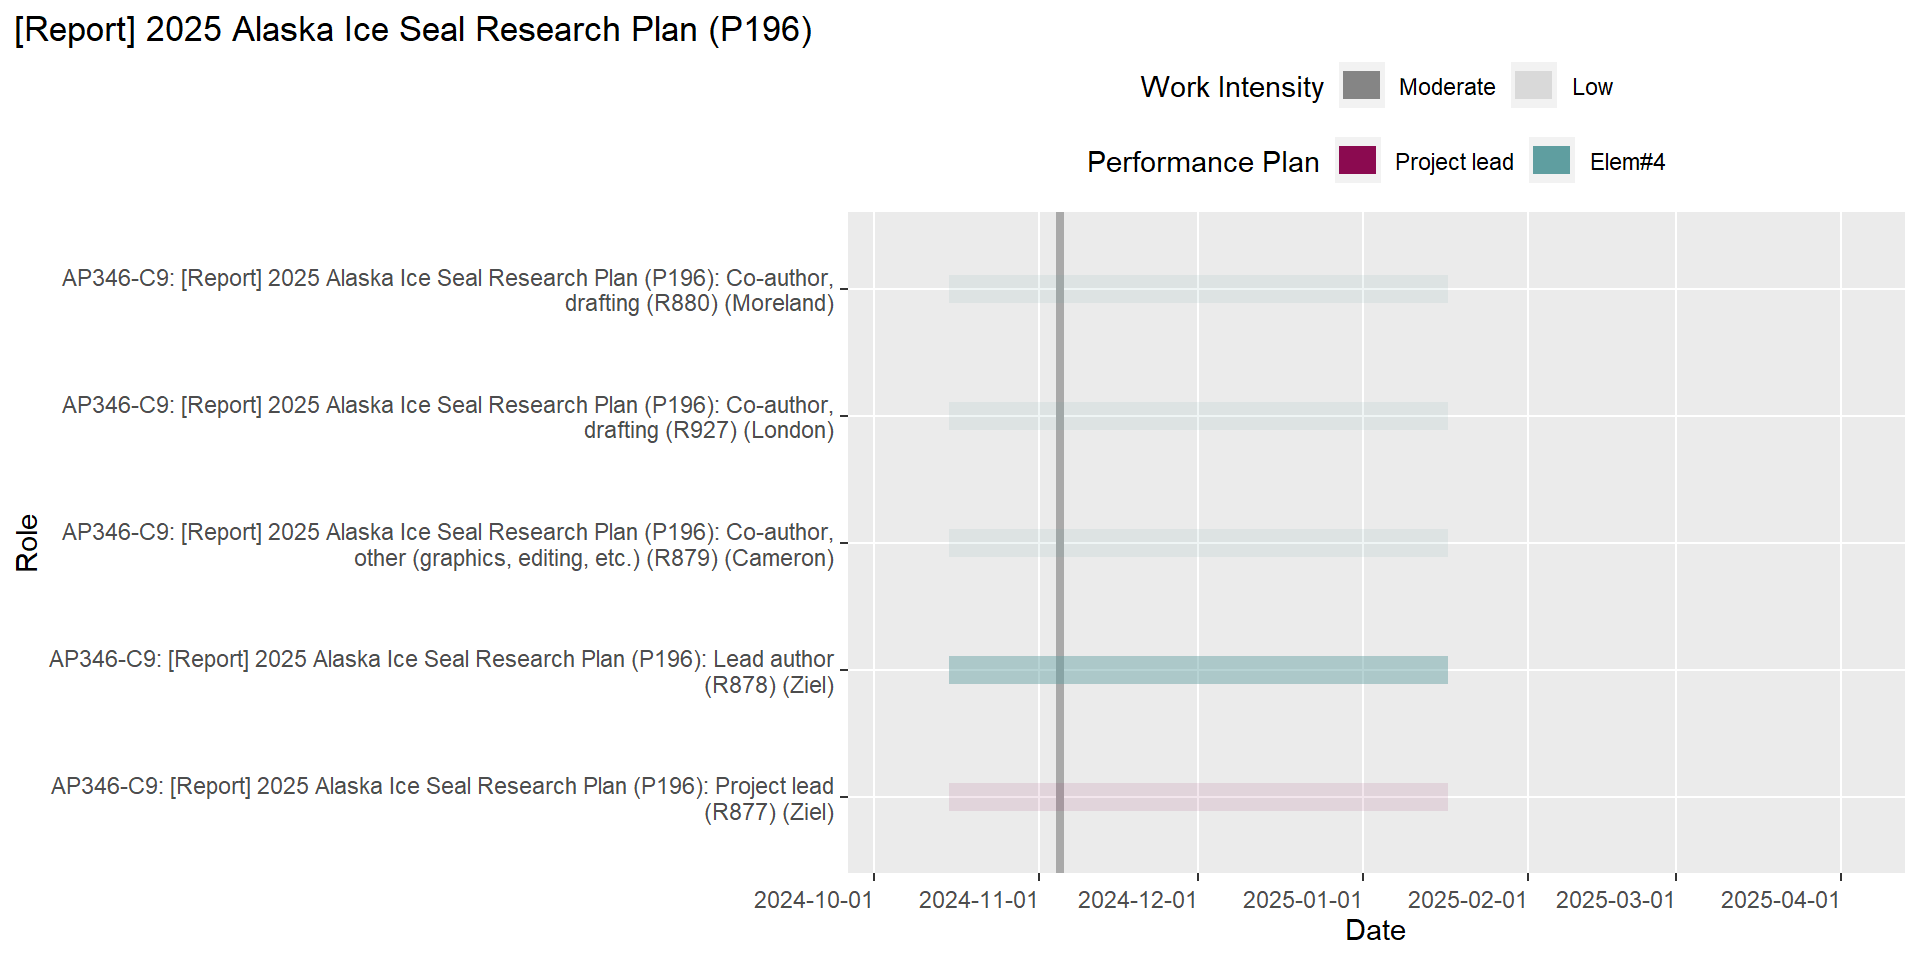 [Report] 2025 Alaska Ice Seal Research Plan (P196)
Work Intensity Moderate Low
Performance Plan Project lead Elem#4
AP346-C9: [Report] 2025 Alaska Ice Seal Research Plan (P196): Co-author,
drafting (R880) (Moreland)
AP346-C9: [Report] 2025 Alaska Ice Seal Research Plan (P196): Co-author,
drafting (R927) (London)
AP346-C9: [Report] 2025 Alaska Ice Seal Research Plan (P196): Co-author,
other (graphics, editing, etc.) (R879) (Cameron)
AP346-C9: [Report] 2025 Alaska Ice Seal Research Plan (P196): Lead author
(R878) (Ziel)
AP346-C9: [Report] 2025 Alaska Ice Seal Research Plan (P196): Project lead
(R877) (Ziel)
Role
2024-10-01 2024-11-01 2024-12-01 2025-01-01 2025-02-01 2025-03-01 2025-04-01
Date